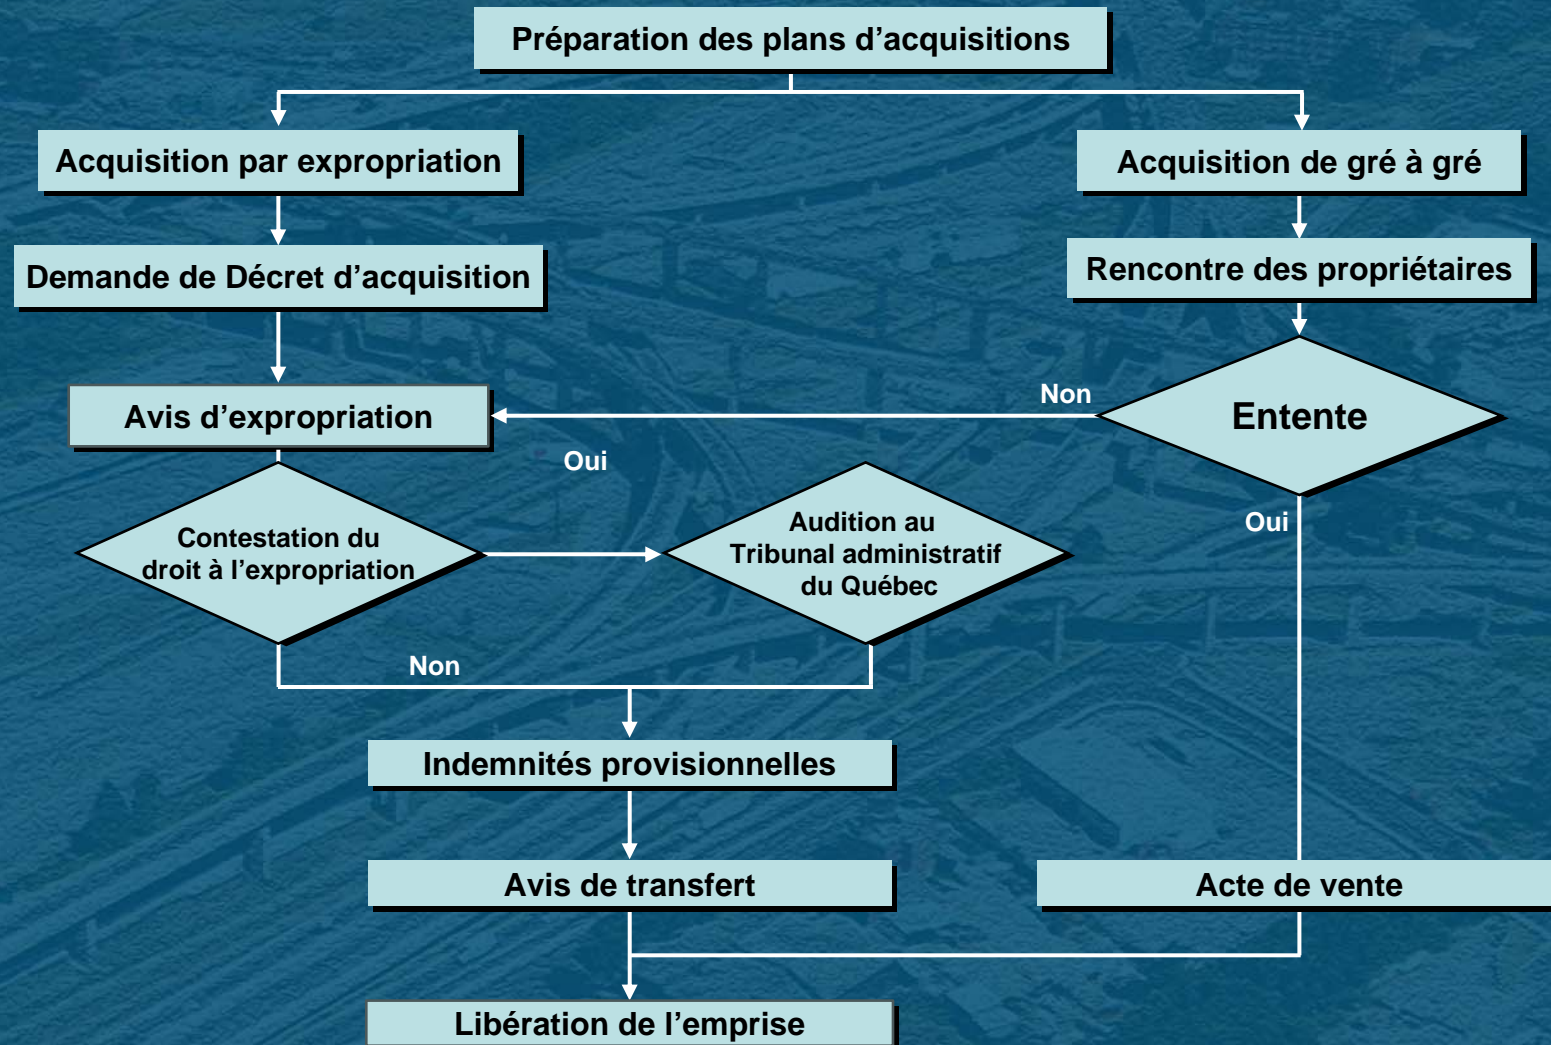 Préparation des plans d’acquisitions
Acquisition par expropriation
Acquisition de gré à gré
Demande de Décret d’acquisition
Rencontre des propriétaires
Avis d’expropriation
Non
Entente
Oui
Contestation du
droit à l’expropriation
Audition au
Tribunal administratif
du Québec
Oui
Non
Indemnités provisionnelles
Avis de transfert
Acte de vente
Libération de l’emprise